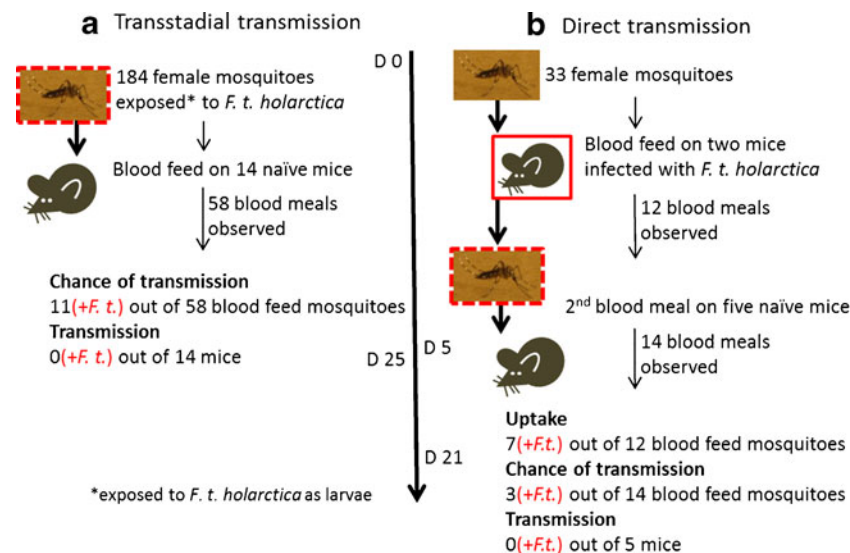 a Transstadial transmission
184 female mosquitoes
exposed* to F. t. holarctica
Blood feed on 14 naïve mice
58 blood meals
observed
Chance of transmission
11(+F. t.) out of 58 blood feed mosquitoes
Transmission
0(+F. t.) out of 14 mice
*exposed to F. t. holarctica as larvae
D 0
D 5
D 25
D 21
b Direct transmission
33 female mosquitoes
Blood feed on two mice
infected with F. t. holarctica
12 blood meals
observed
2nd blood meal on five naïve mice
14 blood meals
observed
Uptake
7(+F.t.) out of 12 blood feed mosquitoes
Chance of transmission
3(+F.t.) out of 14 blood feed mosquitoes
Transmission
0(+F.t.) out of 5 mice